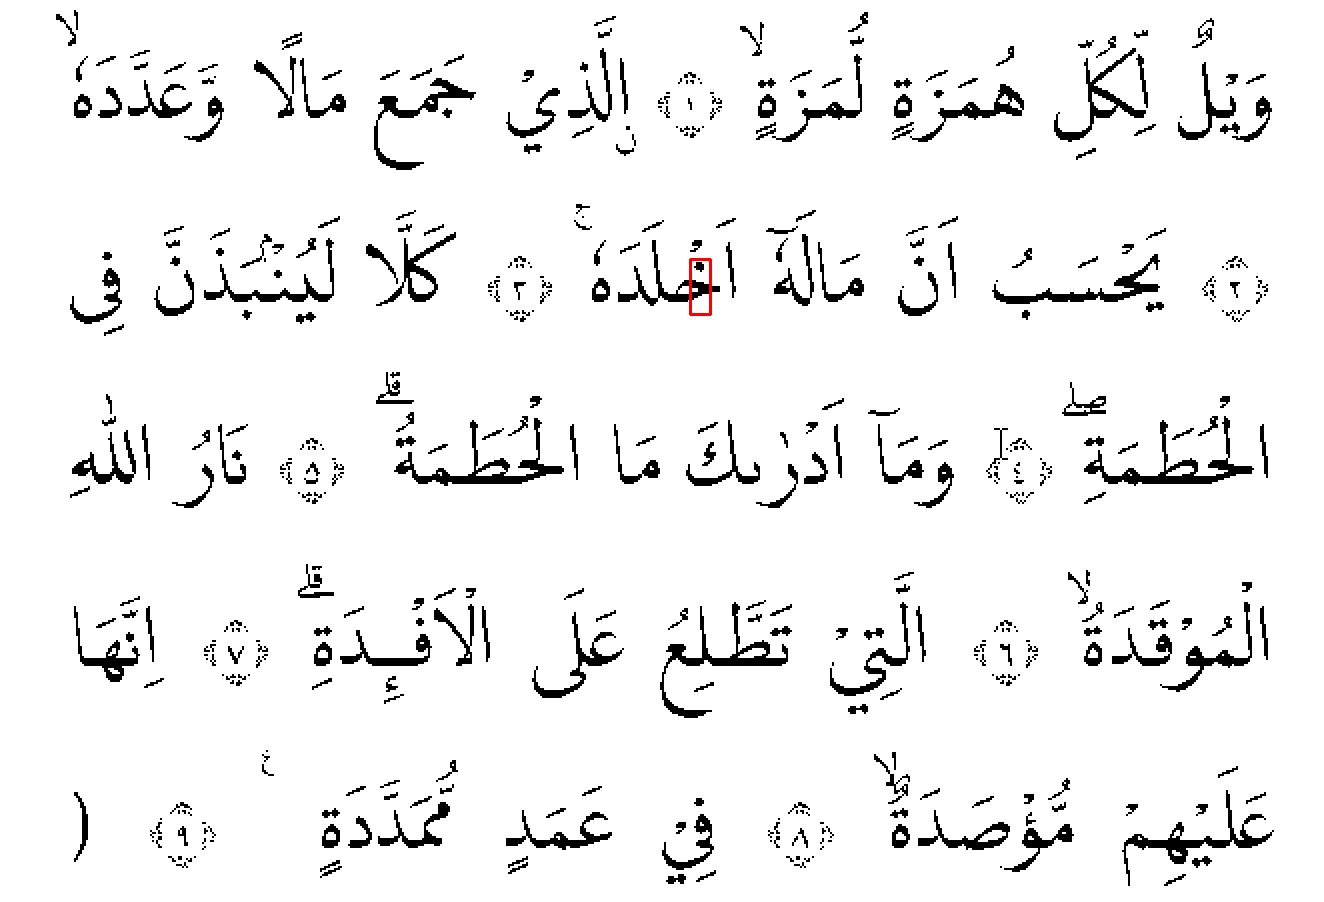 وَيْلٌ لِّكُلِّ هُمَزَةٍ لُّمَزَةٍۙ ۝١ اِۨلَّذِيْ جَمَعَ مَالًا وَّعَدَّدَهٗۙ
۝٢ يَحْسَبُ اَنَّ مَالَهٗٓ اَخْلَدَهٗۚ ۝٣ كَلَّا لَيُنْۢبَذَنَّ فِى
الْحُطَمَةِۖ ۝٤ وَمَآ اَدْرٰىكَ مَا الْحُطَمَةُۗ ۝٥ نَارُ اللّٰهِ
الْمُوْقَدَةُۙ ۝٦ الَّتِيْ تَطَّلِعُ عَلَى الْاَفْـِٕدَةِۗ ۝٧ اِنَّهَا
عَلَيْهِمْ مُّؤْصَدَةٌۙ ۝٨ فِيْ عَمَدٍ مُّمَدَّدَةٍ ۝٩ (